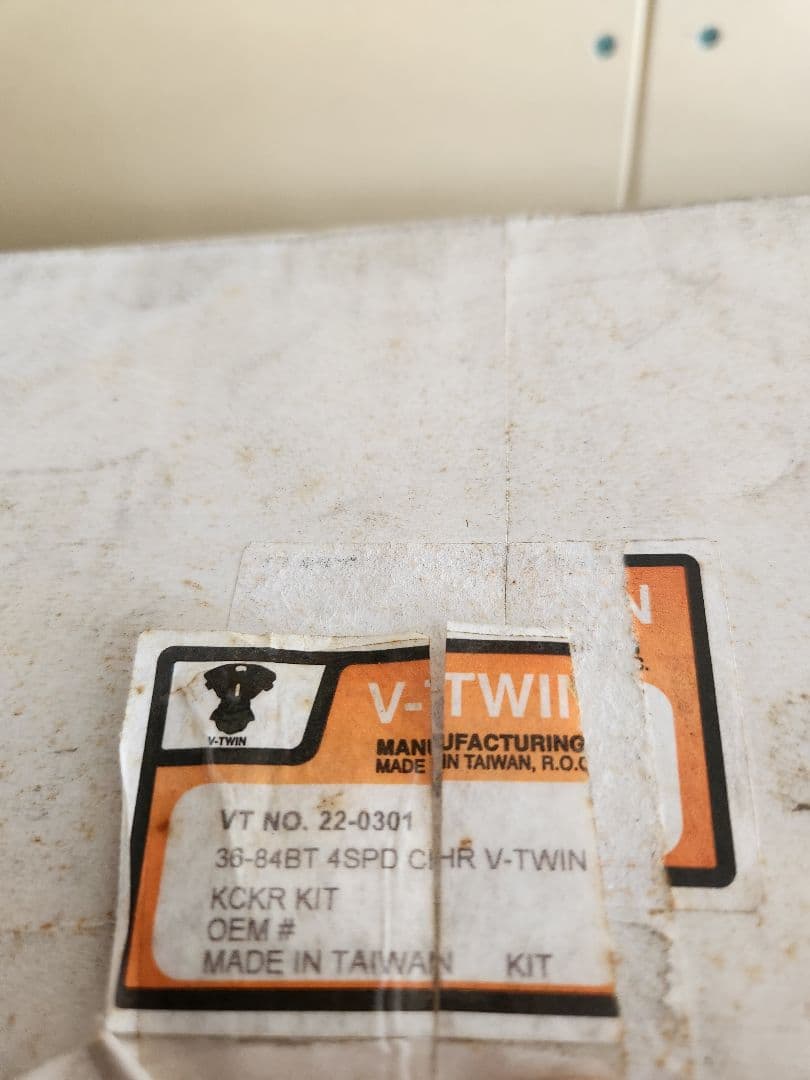 V-TWIN
V-TWIN
MANUFACTURING
MADE IN TAIWAN, R.O.C
VT NO. 22-0301
36-84BT 4SPD CHR V-TWIN
KCKR KIT
OEM #
MADE IN TAIWAN KIT
N